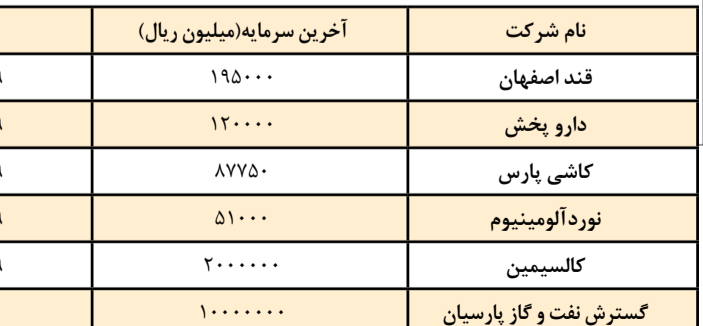 نام شرکت آخرین سرمایه(میلیون ریال)
قند اصفهان ۱۹۵۰۰۰
دارو پخش ۱۲۰۰۰۰
کاشی پارس ۸۷۷۵۰
نوردآلومینیوم ۵۱۰۰۰
کالسیمین ۲۰۰۰۰۰۰
گسترش نفت و گاز پارسیان ۱۰۰۰۰۰۰۰